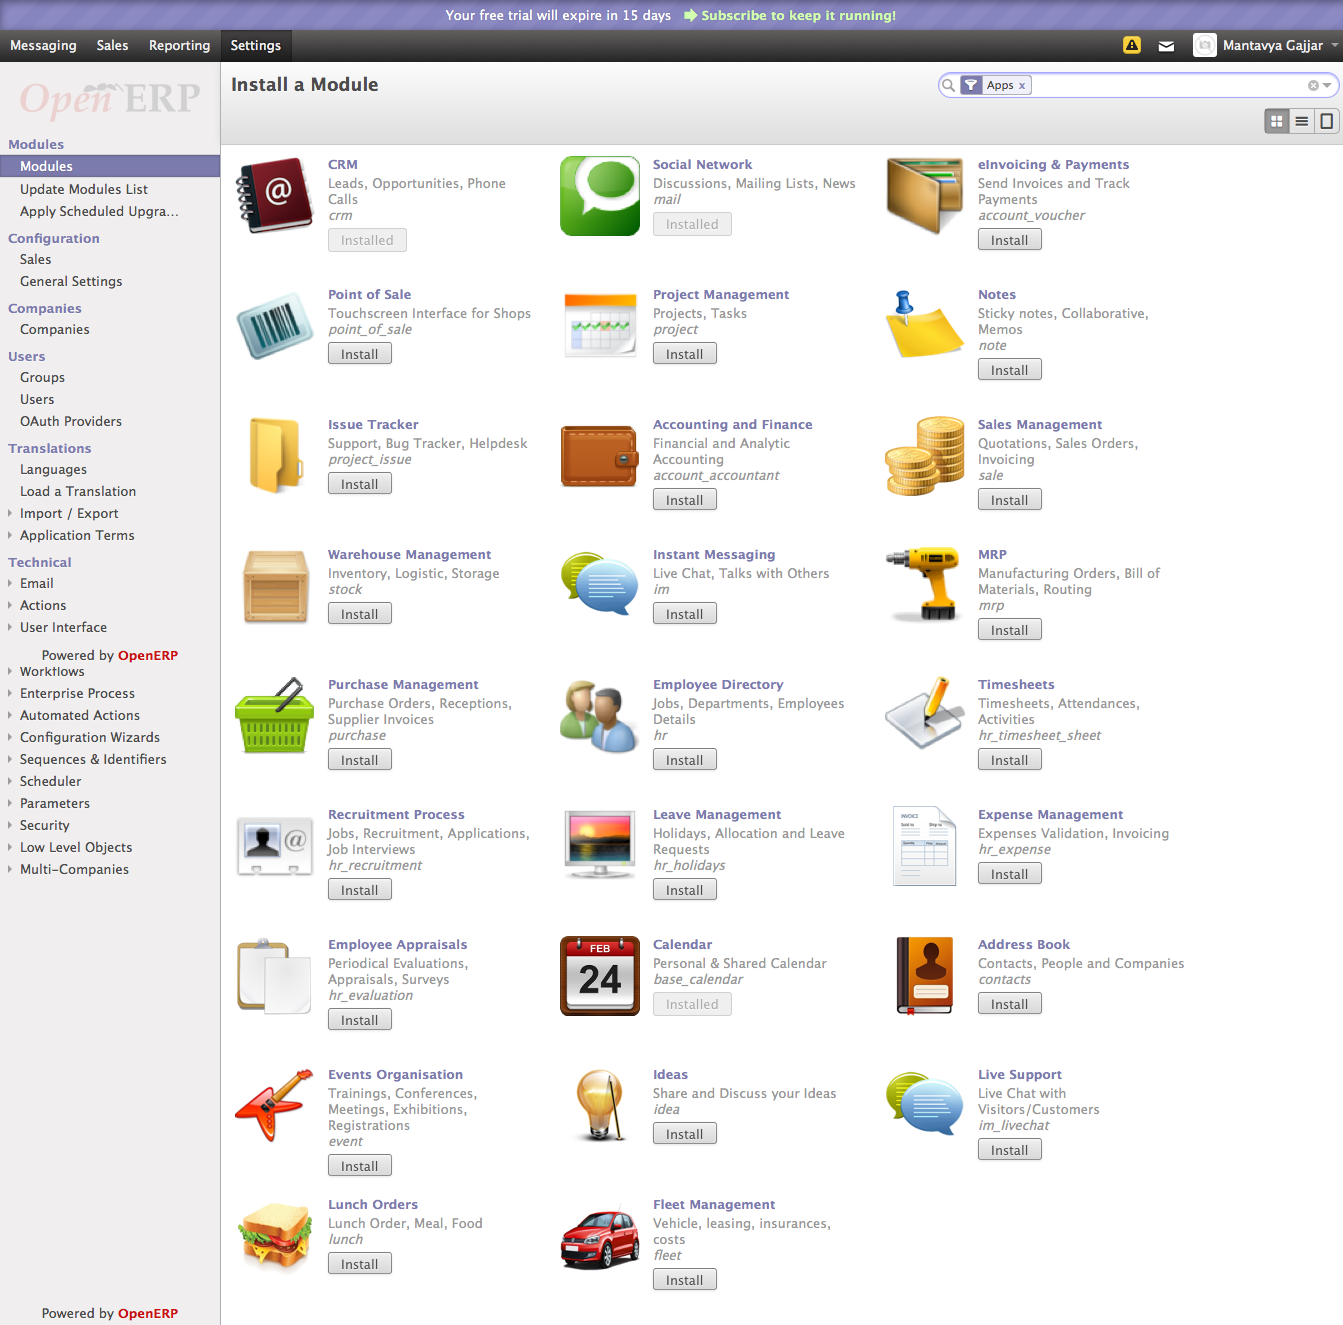 Your free trial will expire in 15 days Subscribe to keep it running!
Messaging Sales Reporting Settings Mantavya Gajjar
Open ERP
Modules
Modules
Update Modules List
Apply Scheduled Upgra...
Configuration
Sales
General Settings
Companies
Companies
Users
Groups
Users
OAuth Providers
Translations
Languages
Load a Translation
Import / Export
Application Terms
Technical
Email
Actions
User Interface
Powered by OpenERP
Workflows
Enterprise Process
Automated Actions
Configuration Wizards
Sequences & Identifiers
Scheduler
Parameters
Security
Low Level Objects
Multi-Companies
Powered by OpenERP
Install a Module
Apps x
CRM
Leads, Opportunities, Phone
Calls
crm
Installed
Social Network
Discussions, Mailing Lists, News
mail
Installed
eInvoicing & Payments
Send Invoices and Track
Payments
account_voucher
Install
Point of Sale
Touchscreen Interface for Shops
point_of_sale
Install
Project Management
Projects, Tasks
project
Install
Notes
Sticky notes, Collaborative,
Memos
note
Install
Issue Tracker
Support, Bug Tracker, Helpdesk
project_issue
Install
Accounting and Finance
Financial and Analytic
Accounting
account_accountant
Install
Sales Management
Quotations, Sales Orders,
Invoicing
sale
Install
Warehouse Management
Inventory, Logistic, Storage
stock
Install
Instant Messaging
Live Chat, Talks with Others
im
Install
MRP
Manufacturing Orders, Bill of
Materials, Routing
mrp
Install
Purchase Management
Purchase Orders, Receptions,
Supplier Invoices
purchase
Install
Employee Directory
Jobs, Departments, Employees
Details
hr
Install
Timesheets
Timesheets, Attendances,
Activities
hr_timesheet_sheet
Install
@
Recruitment Process
Jobs, Recruitment, Applications,
Job Interviews
hr_recruitment
Install
Leave Management
Holidays, Allocation and Leave
Requests
hr_holidays
Install
INVOICE
Expense Management
Expenses Validation, Invoicing
hr_expense
Install
Employee Appraisals
Periodical Evaluations,
Appraisals, Surveys
hr_evaluation
Install
FEB
24
Calendar
Personal & Shared Calendar
base_calendar
Installed
Address Book
Contacts, People and Companies
contacts
Install
Events Organisation
Trainings, Conferences,
Meetings, Exhibitions,
Registrations
event
Install
Ideas
Share and Discuss your Ideas
idea
Install
Live Support
Live Chat with
Visitors/Customers
im_livechat
Install
Lunch Orders
Lunch Order, Meal, Food
lunch
Install
Fleet Management
Vehicle, leasing, insurances,
costs
fleet
Install